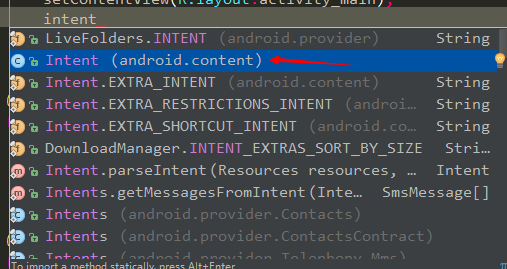 setContentView(R.layout.activity_main);
intent
LiveFolders.INTENT (android.provider) String
Intent (android.content)
Intent.EXTRA_INTENT (android.content) String
Intent.EXTRA_RESTRICTIONS_INTENT (androi... String
Intent.EXTRA_SHORTCUT_INTENT (android.co... String
DownloadManager.INTENT_EXTRAS_SORT_BY_SIZE Stri...
Intent.parseIntent(Resources resources, ... Intent
Intents.getMessagesFromIntent(Inte... SmsMessage[]
Intents (android.provider.Contacts)
Intents (android.provider.ContactsContract)
Intents (android.provider.Telephony.Sms)
To import a method statically, press Alt+Enter